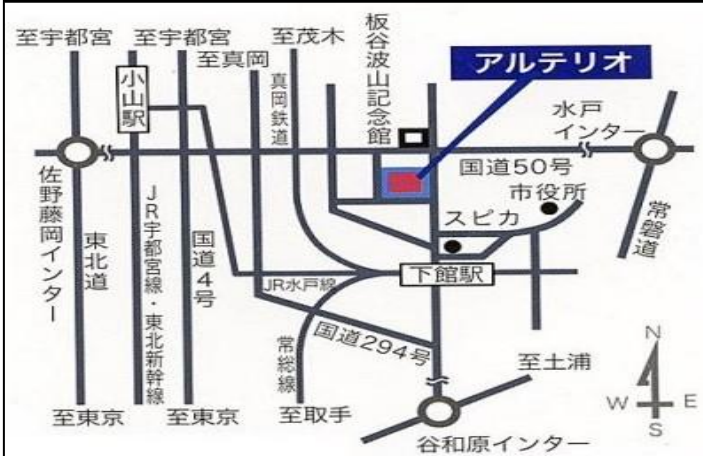 至宇都宮
至宇都宮
至茂木
至真岡
小山駅
真岡鉄道
板谷波山記念館
アルテリオ
水戸
インター
国道50号
市役所
スピカ
常磐道
佐野藤岡インター
東北道
JR宇都宮線・東北新幹線
国道4号
JR水戸線
下館駅
国道294号
常総線
至東京
至東京
至取手
至土浦
谷和原インター
N
W
E
S